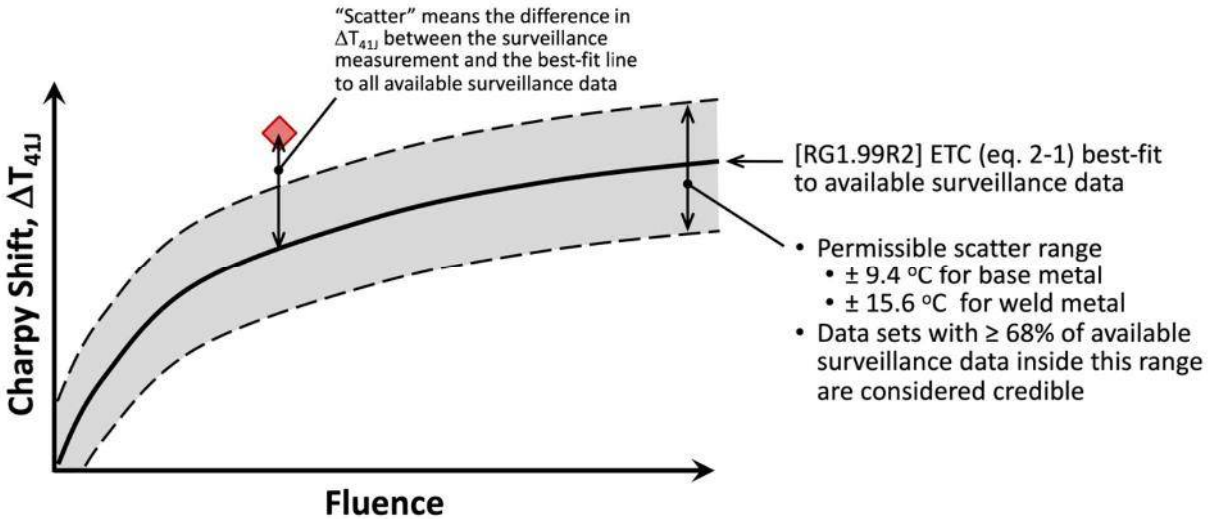 “Scatter” means the difference in
ΔT41J between the surveillance
measurement and the best-fit line
to all available surveillance data
Charpy Shift, ΔT41J
[RG1.99R2] ETC (eq. 2-1) best-fit
to available surveillance data
• Permissible scatter range
• ± 9.4 ºC for base metal
• ± 15.6 ºC for weld metal
• Data sets with ≥ 68% of available
surveillance data inside this range
are considered credible
Fluence